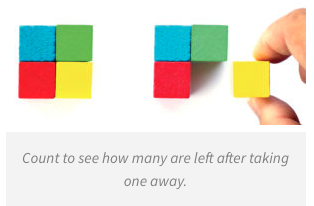 Count to see how many are left after taking
one away.